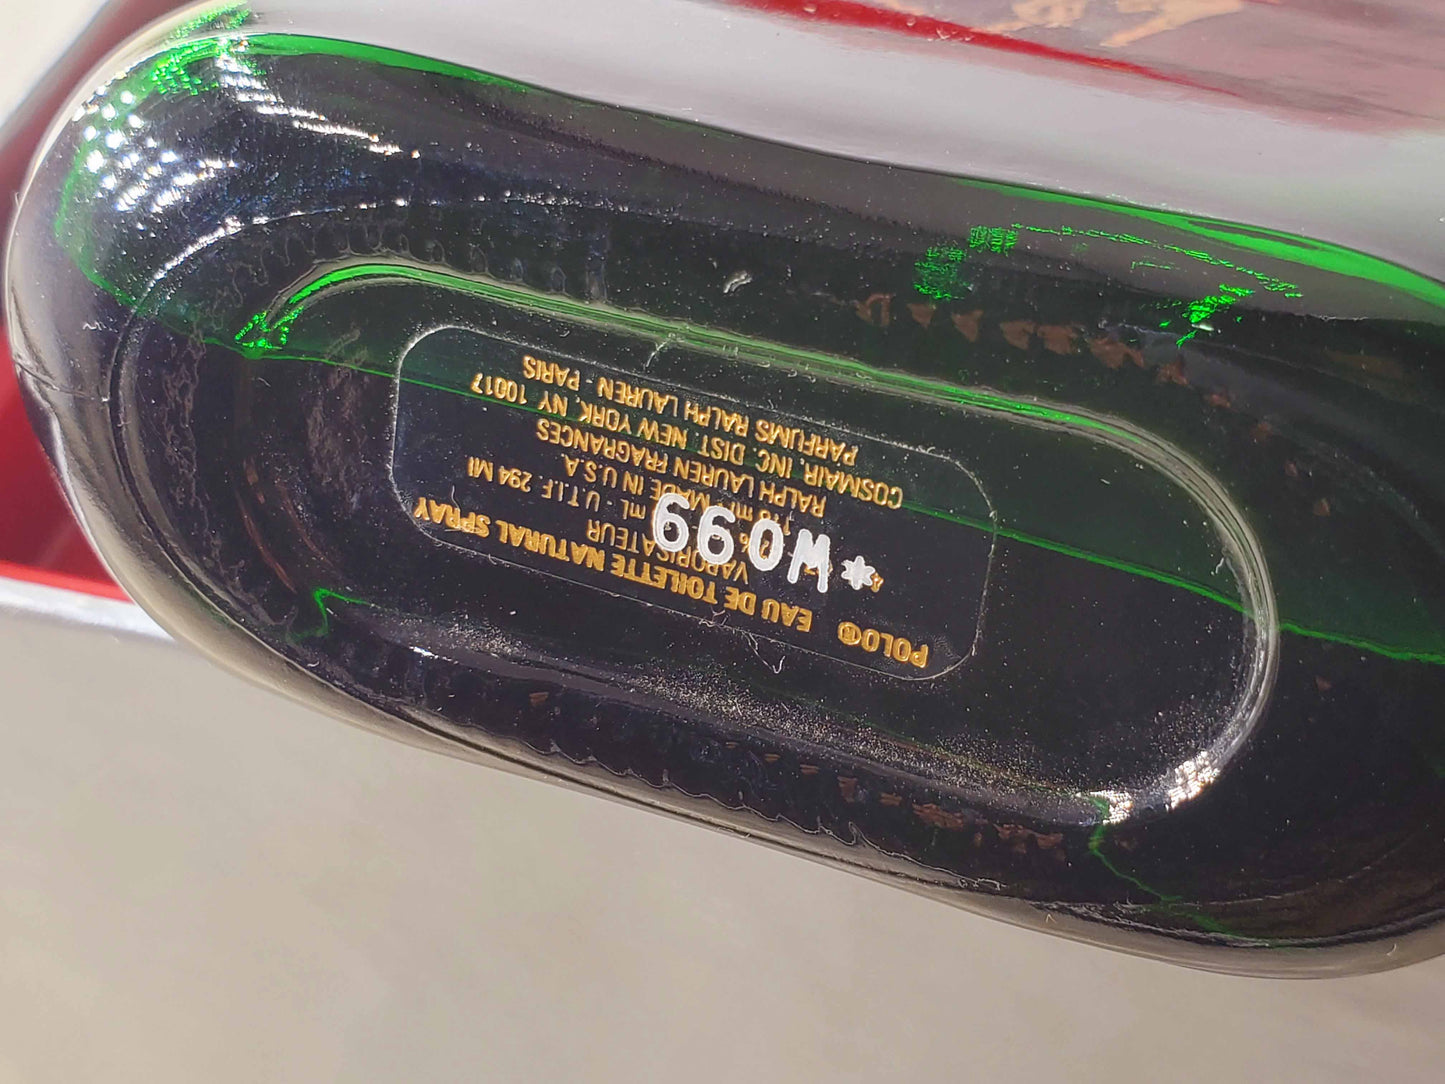 POLO® EAU DE TOILETTE NATURAL SPRAY
VAPORISATEUR
mL - U.T.I.F. 294 Ml
MADE IN U.S.A.
RALPH LAUREN FRAGRANCES
COSMAIR, INC. DIST. NEW YORK, NY 10017
PARFUMS RALPH LAUREN - PARIS
*W099